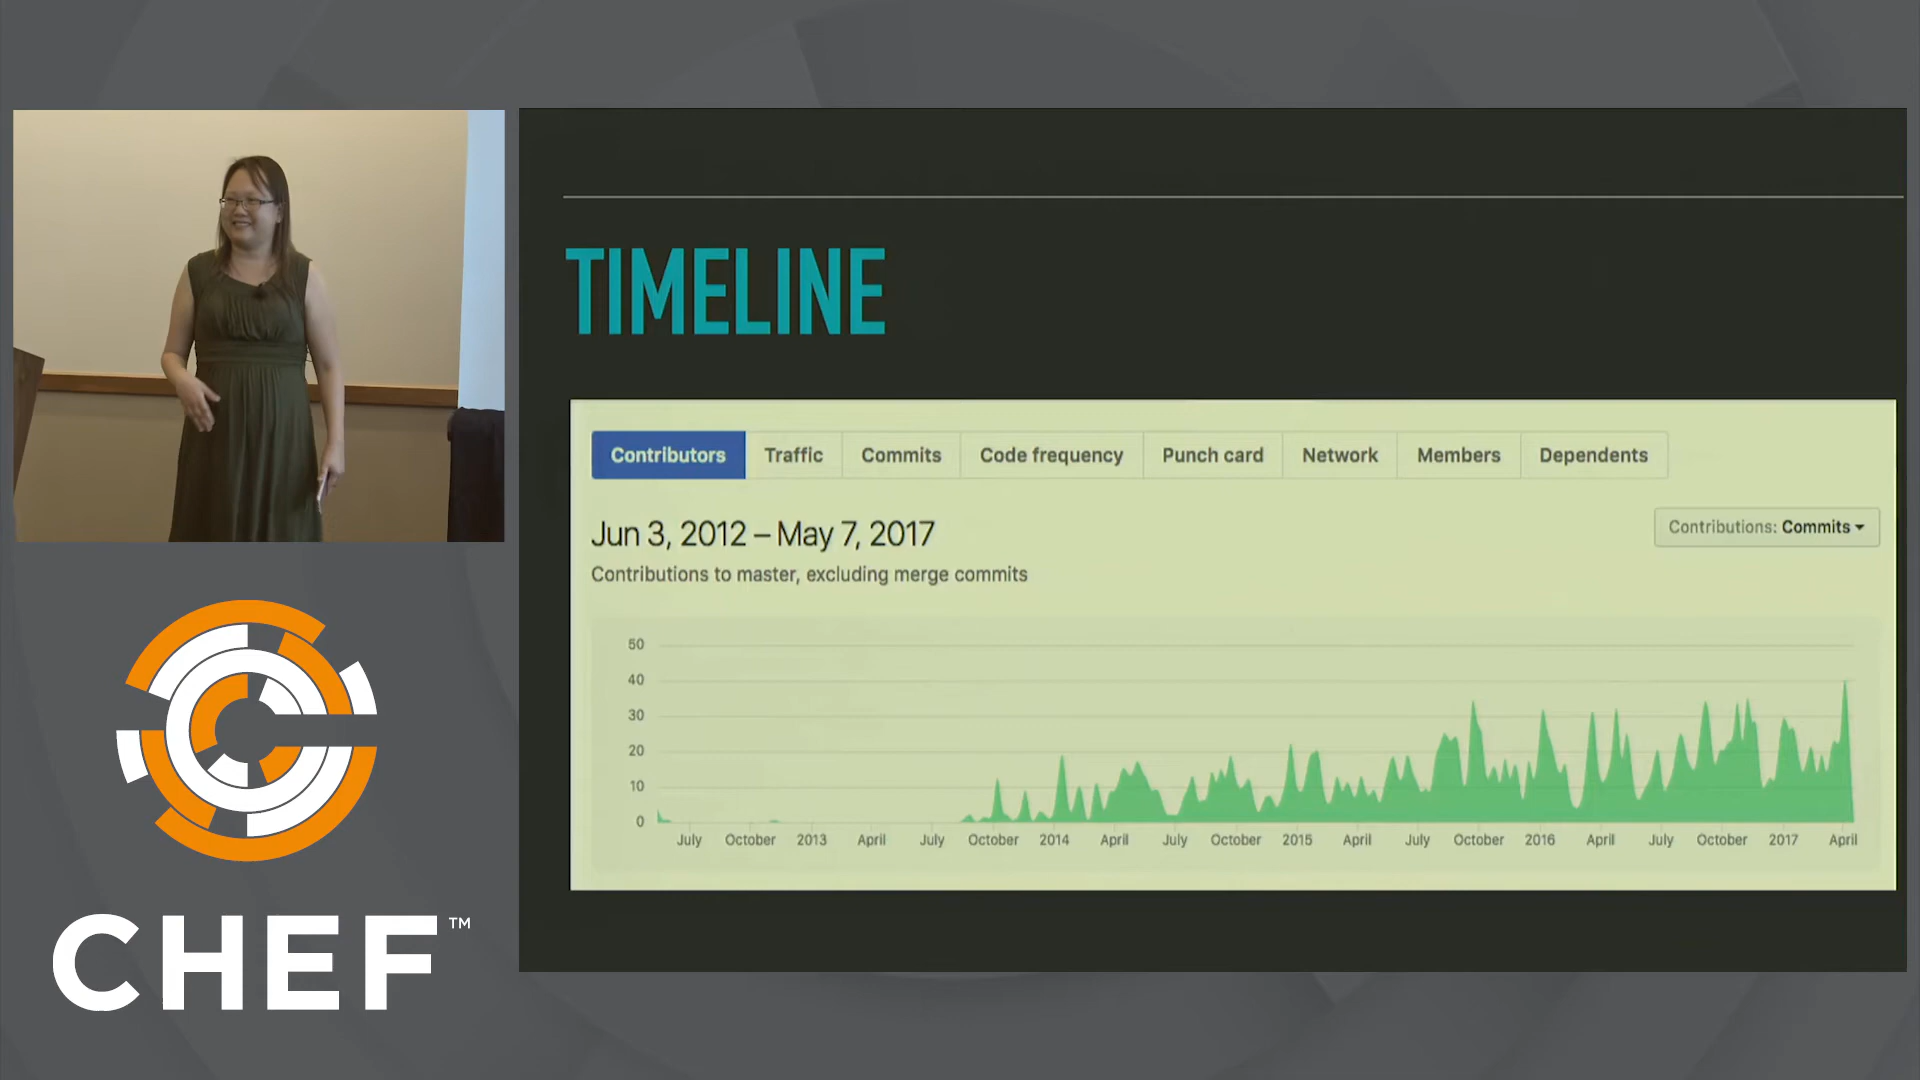 TIMELINE
Contributors Traffic Commits Code frequency Punch card Network Members Dependents
Jun 3, 2012 – May 7, 2017
Contributions: Commits
Contributions to master, excluding merge commits
50
40
30
20
10
0
July October 2013 April July October 2014 April July October 2015 April July October 2016 April July October 2017 April
CHEF™